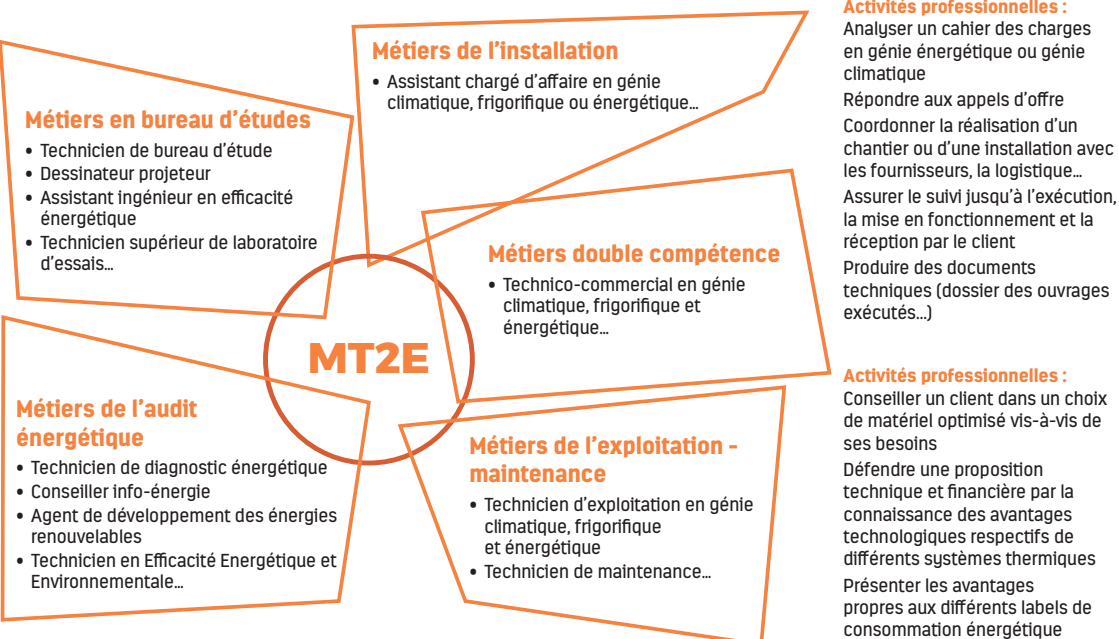 Métiers en bureau d'études
• Technicien de bureau d'étude
• Dessinateur projeteur
• Assistant ingénieur en efficacité
énergétique
• Technicien supérieur de laboratoire
d'essais...
Métiers de l'installation
• Assistant chargé d'affaire en génie
climatique, frigorifique ou énergétique...
Métiers double compétence
• Technico-commercial en génie
climatique, frigorifique et
énergétique...
MT2E
Métiers de l'audit
énergétique
• Technicien de diagnostic énergétique
• Conseiller info-énergie
• Agent de développement des énergies
renouvelables
• Technicien en Efficacité Energétique et
Environnementale...
Métiers de l'exploitation -
maintenance
• Technicien d'exploitation en génie
climatique, frigorifique
et énergétique
• Technicien de maintenance...
Activités professionnelles :
Analyser un cahier des charges
en génie énergétique ou génie
climatique
Répondre aux appels d'offre
Coordonner la réalisation d'un
chantier ou d'une installation avec
les fournisseurs, la logistique...
Assurer le suivi jusqu'à l'exécution,
la mise en fonctionnement et la
réception par le client
Produire des documents
techniques (dossier des ouvrages
exécutés...)
Activités professionnelles :
Conseiller un client dans un choix
de matériel optimisé vis-à-vis de
ses besoins
Défendre une proposition
technique et financière par la
connaissance des avantages
technologiques respectifs de
différents systèmes thermiques
Présenter les avantages
propres aux différents labels de
consommation énergétique